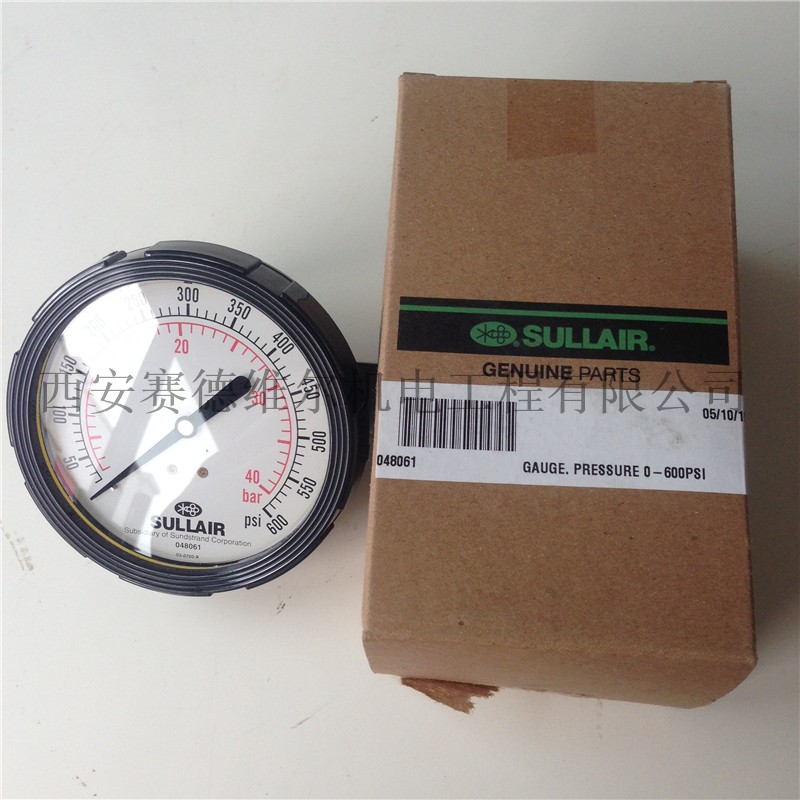 300
350
400
450
500
550
600
psi
50
20
30
40
bar
SULLAIR
Subsidiary of Sundstrand Corporation
048061
SULLAIR®
GENUINE PARTS
05/10/1
048061
GAUGE, PRESSURE 0-600PSI
西安赛德维尔机电工程有限公司